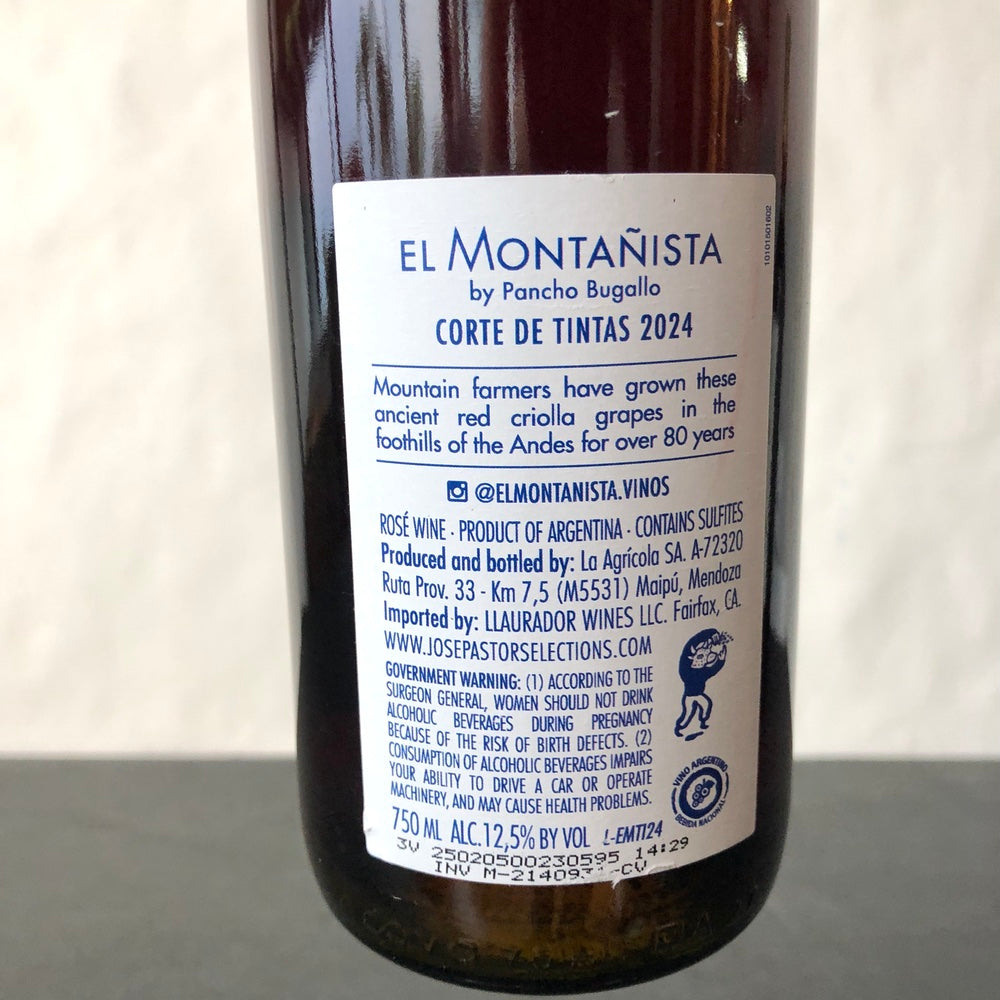 EL MONTAÑISTA
by Pancho Bugallo
CORTE DE TINTAS 2024
Mountain farmers have grown these
ancient red criolla grapes in the
foothills of the Andes for over 80 years
@ELMONTANISTA.VINOS
ROSÉ WINE · PRODUCT OF ARGENTINA · CONTAINS SULFITES
Produced and bottled by: La Agrícola SA. A-72320
Ruta Prov. 33 - Km 7,5 (M5531) Maipú, Mendoza
Imported by: LLAURADOR WINES LLC. Fairfax, CA.
WWW.JOSEPASTORSELECTIONS.COM
GOVERNMENT WARNING: (1) ACCORDING TO THE
SURGEON GENERAL, WOMEN SHOULD NOT DRINK
ALCOHOLIC BEVERAGES DURING PREGNANCY
BECAUSE OF THE RISK OF BIRTH DEFECTS. (2)
CONSUMPTION OF ALCOHOLIC BEVERAGES IMPAIRS
YOUR ABILITY TO DRIVE A CAR OR OPERATE
MACHINERY, AND MAY CAUSE HEALTH PROBLEMS.
VINO ARGENTINO
BEBIDA NACIONAL
750 ML ALC.12,5% BY VOL L-EMTI24
3V 25020500230595 14:29
INV
10101501602